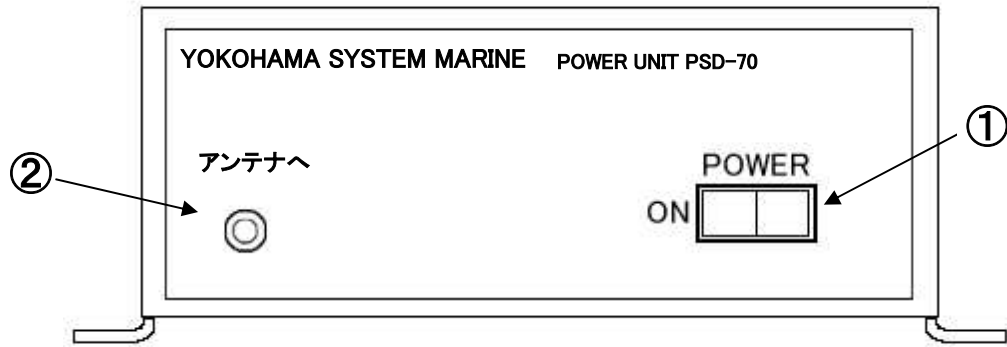 YOKOHAMA SYSTEM MARINE POWER UNIT PSD-70
①
アンテナへ
POWER
②
ON